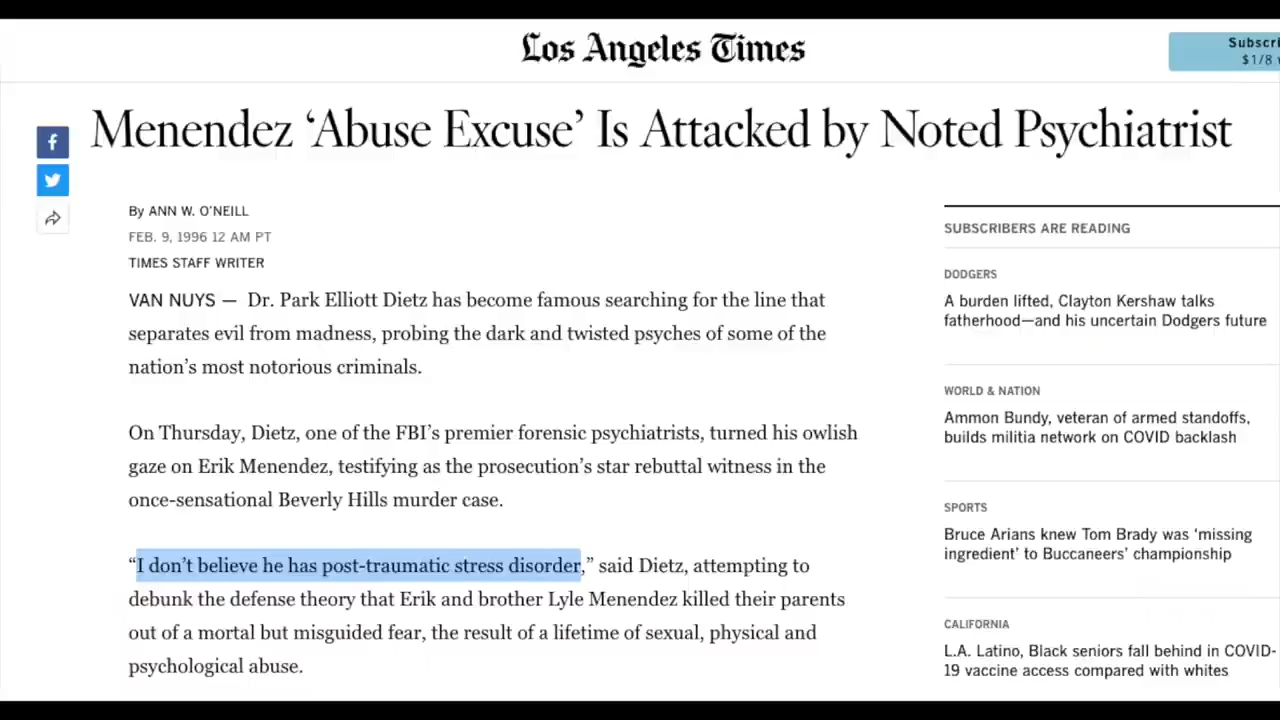 Los Angeles Times
Subscri
$1/8
Menendez ‘Abuse Excuse’ Is Attacked by Noted Psychiatrist
By ANN W. O’NEILL
FEB. 9, 1996 12 AM PT
TIMES STAFF WRITER
VAN NUYS — Dr. Park Elliott Dietz has become famous searching for the line that
separates evil from madness, probing the dark and twisted psyches of some of the
nation’s most notorious criminals.
On Thursday, Dietz, one of the FBI’s premier forensic psychiatrists, turned his owlish
gaze on Erik Menendez, testifying as the prosecution’s star rebuttal witness in the
once-sensational Beverly Hills murder case.
“I don’t believe he has post-traumatic stress disorder,” said Dietz, attempting to
debunk the defense theory that Erik and brother Lyle Menendez killed their parents
out of a mortal but misguided fear, the result of a lifetime of sexual, physical and
psychological abuse.
SUBSCRIBERS ARE READING
DODGERS
A burden lifted, Clayton Kershaw talks
fatherhood—and his uncertain Dodgers future
WORLD & NATION
Ammon Bundy, veteran of armed standoffs,
builds militia network on COVID backlash
SPORTS
Bruce Arians knew Tom Brady was ‘missing
ingredient’ to Buccaneers’ championship
CALIFORNIA
L.A. Latino, Black seniors fall behind in COVID-
19 vaccine access compared with whites